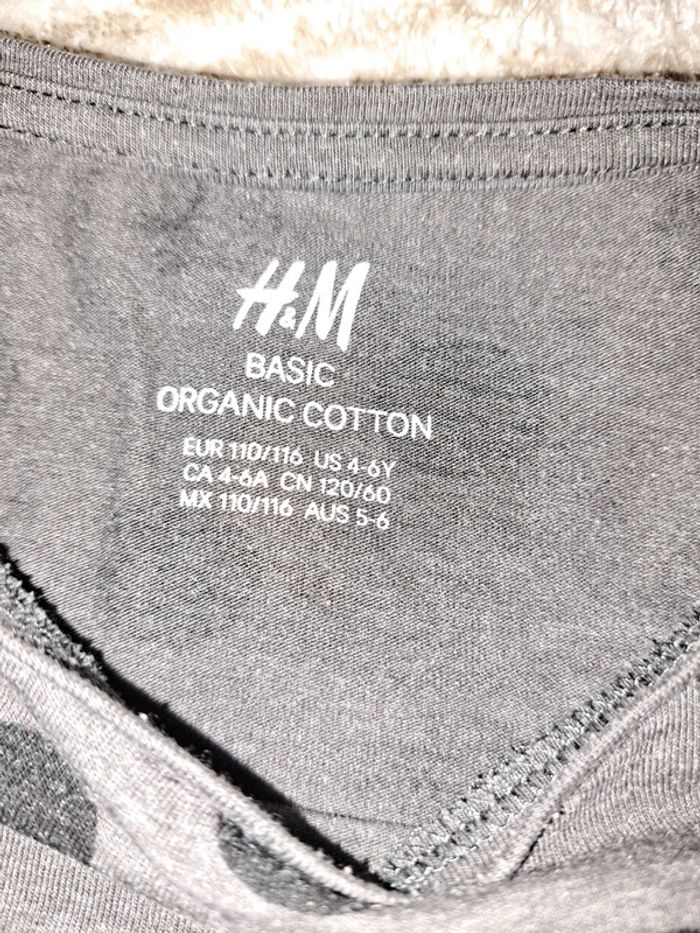 H&M
BASIC
ORGANIC COTTON
EUR 110/116 US 4-6Y
CA 4-6A CN 120/60
MX 110/116 AUS 5-6